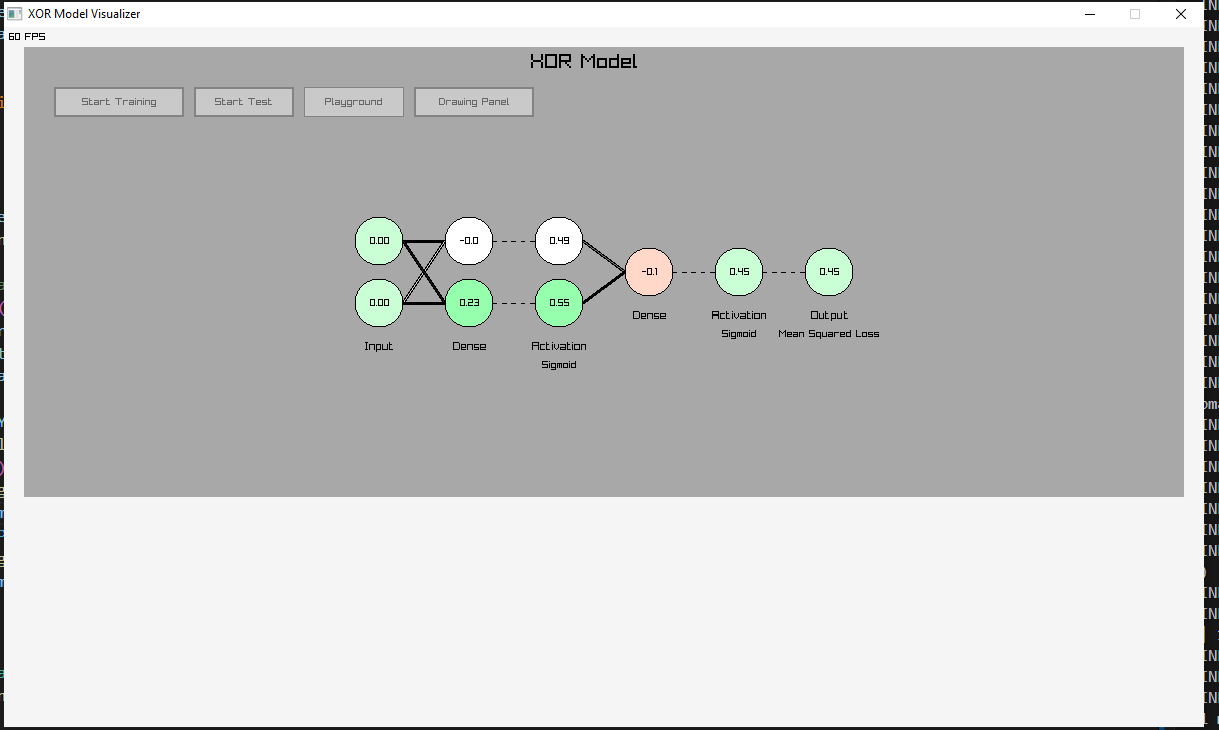 XOR Model Visualizer
60 FPS
XOR Model
Start Training Start Test Playground Drawing Panel
0.00 -0.0 0.49
-0.1 0.45 0.45
0.00 0.23 0.55
Dense Activation Output
Sigmoid Mean Squared Loss
Input Dense Activation
Sigmoid